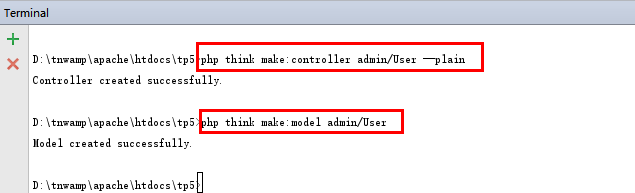 Terminal
D:\tnwamp\apache\htdocs\tp5>php think make:controller admin/User --plain
Controller created successfully.
D:\tnwamp\apache\htdocs\tp5>php think make:model admin/User
Model created successfully.
D:\tnwamp\apache\htdocs\tp5>